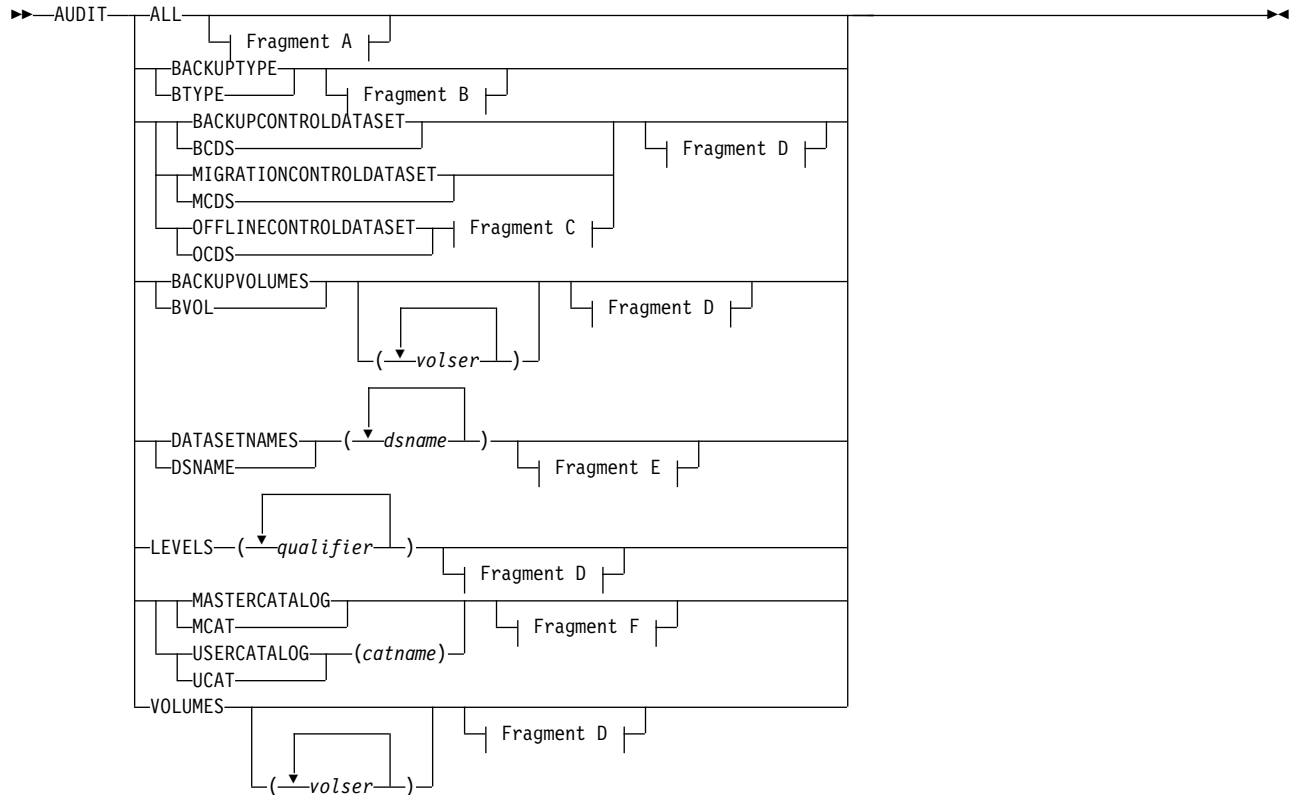 AUDIT ALL
Fragment A
BACKUPTYPE
BTYPE
Fragment B
BACKUPCONTROLDATASET
BCDS
Fragment D
MIGRATIONCONTROLDATASET
MCDS
OFFLINECONTROLDATASET Fragment C
OCDS
BACKUPVOLUMES
BVOL
Fragment D
( volser )
DATASETNAMES ( dsname )
DSNAME
Fragment E
LEVELS ( qualifier )
Fragment D
MASTERCATALOG
MCAT
Fragment F
USERCATALOG (catname)
UCAT
VOLUMES
Fragment D
( volser )